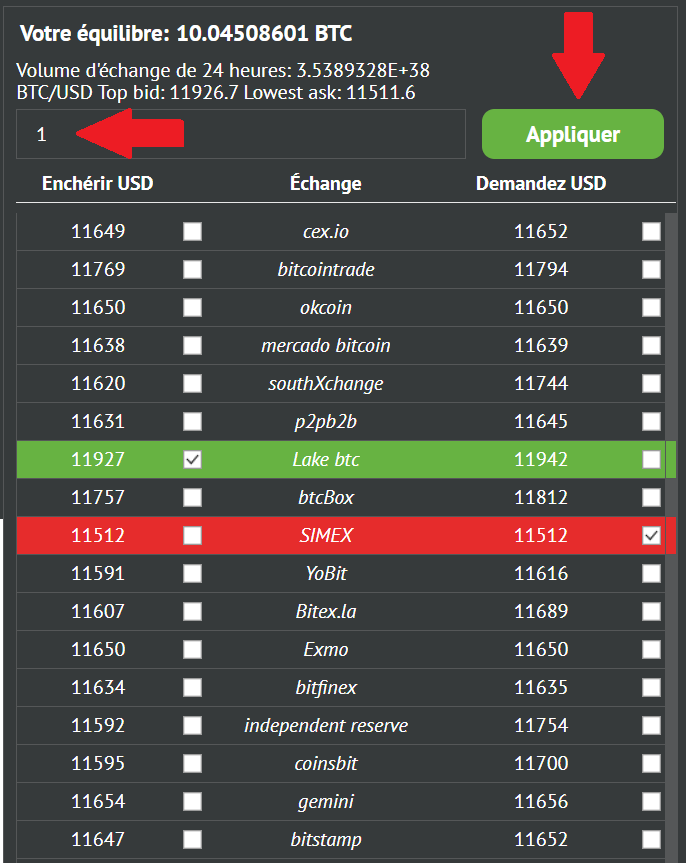 Votre équilibre: 10.04508601 BTC
Volume d'échange de 24 heures: 3.5389328E+38
BTC/USD Top bid: 11926.7 Lowest ask: 11511.6
1 Appliquer
Enchérir USD Échange Demandez USD
11649 cex.io 11652
11769 bitcointrade 11794
11650 okcoin 11650
11638 mercado bitcoin 11639
11620 southXchange 11744
11631 p2pb2b 11645
11927 Lake btc 11942
11757 btcBox 11812
11512 SIMEX 11512
11591 YoBit 11616
11607 Bitex.la 11689
11650 Exmo 11650
11634 bitfinex 11635
11592 independent reserve 11754
11595 coinsbit 11700
11654 gemini 11656
11647 bitstamp 11652